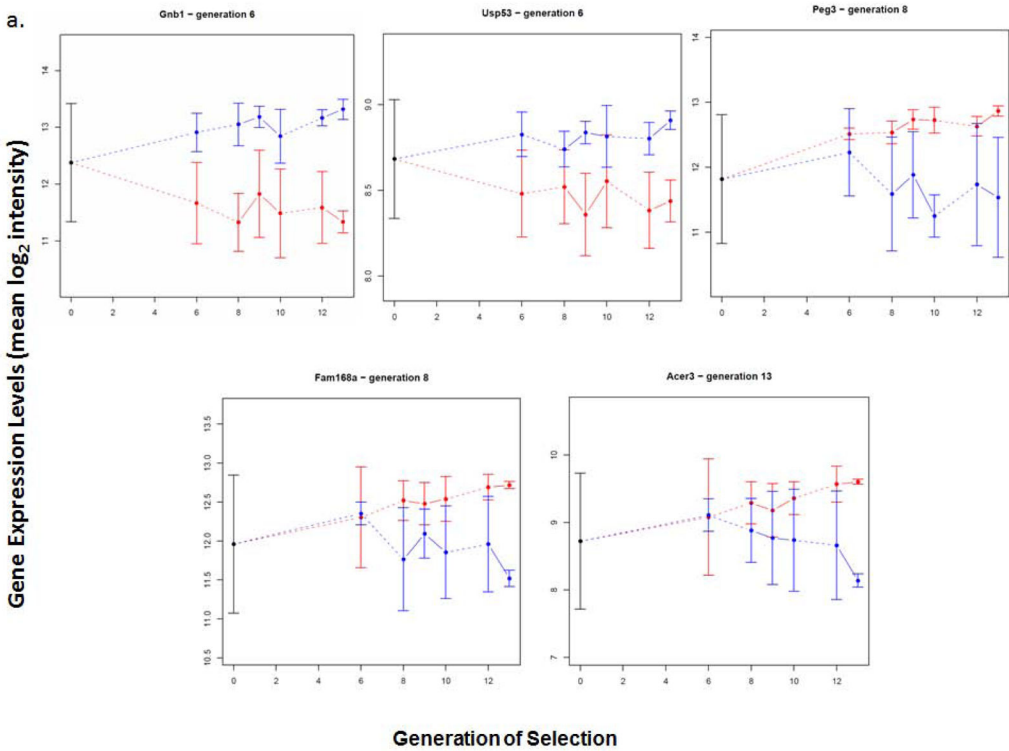 a.
Gnb1 − generation 6
Usp53 − generation 6
Peg3 − generation 8
Gene Expression Levels (mean log2 intensity)
14
13
12
11
0 2 4 6 8 10 12
9.0
8.5
8.0
0 2 4 6 8 10 12
14
13
12
11
0 2 4 6 8 10 12
Fam168a − generation 8
Acer3 − generation 13
13.5
13.0
12.5
12.0
11.5
11.0
10.5
0 2 4 6 8 10 12
10
9
8
7
0 2 4 6 8 10 12
Generation of Selection